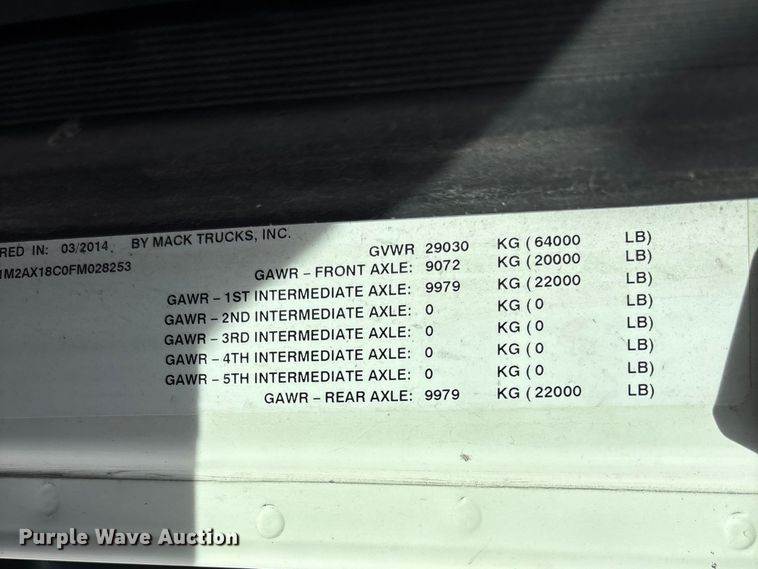 RED IN: 03/2014 BY MACK TRUCKS, INC.
1M2AX18C0FM028253
GVWR 29030 KG ( 64000 LB)
GAWR – FRONT AXLE: 9072 KG ( 20000 LB)
GAWR – 1ST INTERMEDIATE AXLE: 9979 KG ( 22000 LB)
GAWR – 2ND INTERMEDIATE AXLE: 0 KG ( 0 LB)
GAWR – 3RD INTERMEDIATE AXLE: 0 KG ( 0 LB)
GAWR – 4TH INTERMEDIATE AXLE: 0 KG ( 0 LB)
GAWR – 5TH INTERMEDIATE AXLE: 0 KG ( 0 LB)
GAWR – REAR AXLE: 9979 KG ( 22000 LB)
Purple Wave Auction